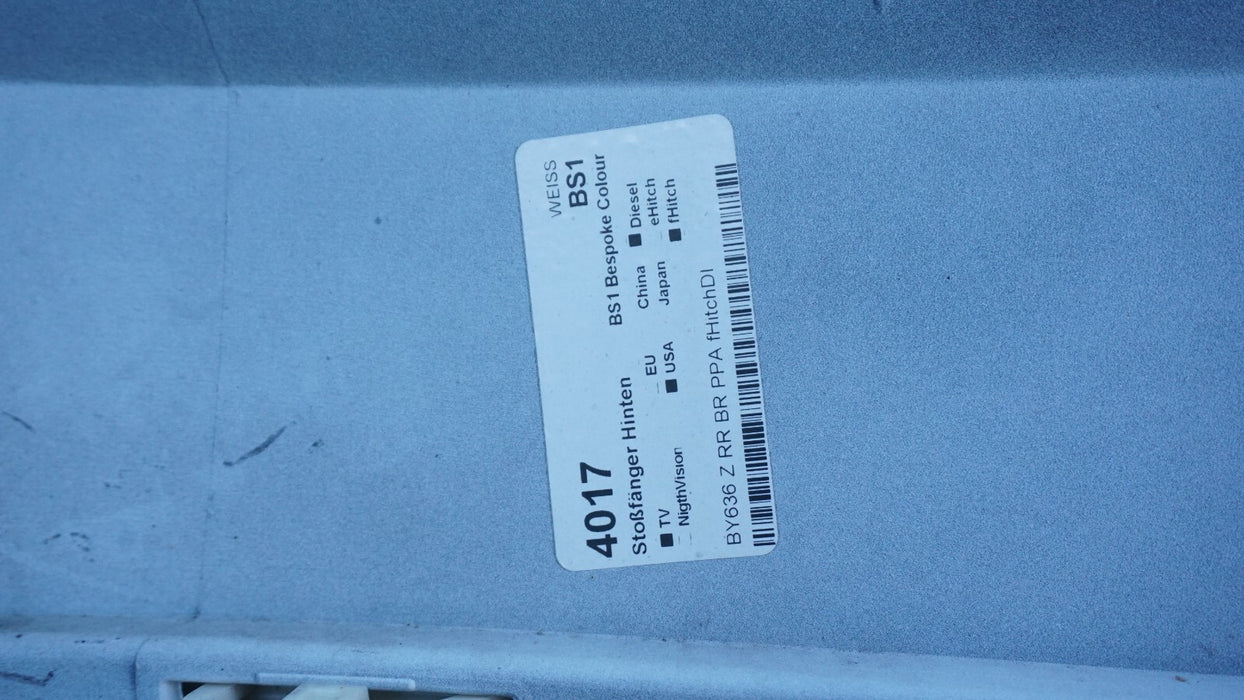 WEISS
BS1
4017
BS1 Bespoke Colour
Stoßfänger Hinten
TV EU China Diesel
NigthVision USA Japan eHitch
fHitch
BY636 Z RR BR PPA fHitchDI